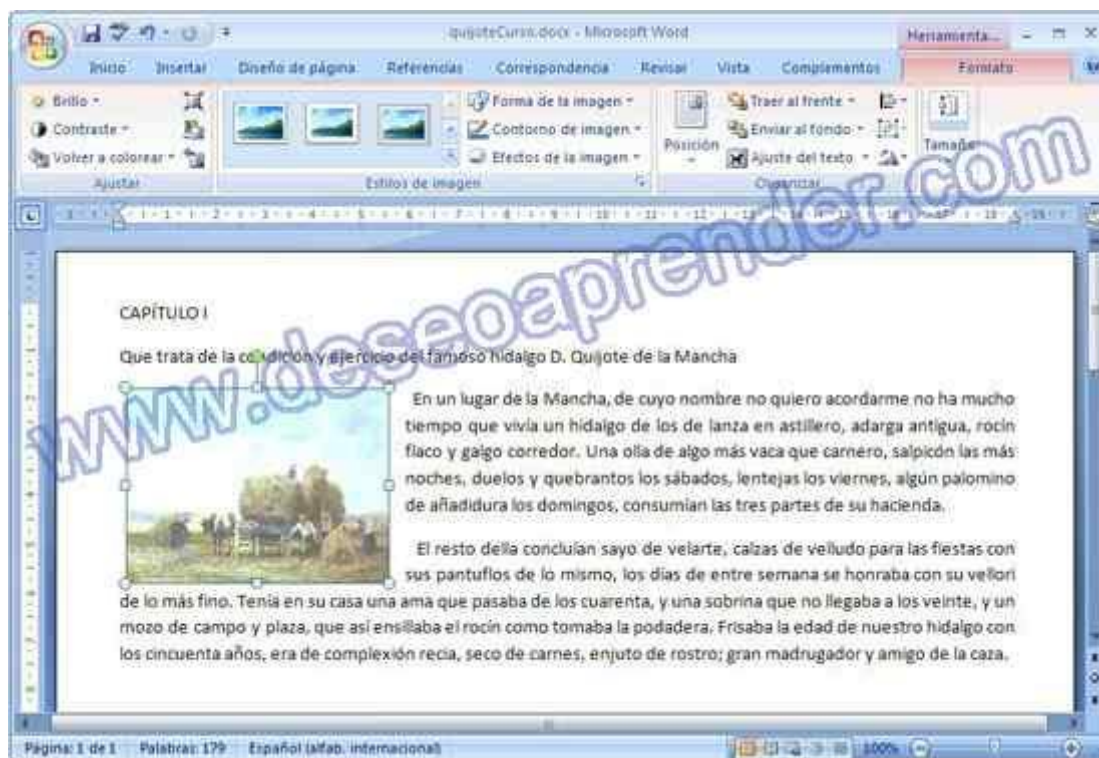 quijoteCurso.docx - Microsoft Word
Herramienta...
Inicio Insertar Diseño de página Referencias Correspondencia Revisar Vista Complementos Formato
Brillo
Contraste
Volver a colorear
Ajustar
Forma de la imagen
Contorno de imagen
Efectos de la imagen
Estilos de imagen
Posición
Traer al frente
Enviar al fondo
Ajuste del texto
Organizar
Tamaño
www.deseoaprender.com
CAPÍTULO I
Que trata de la condición y ejercicio del famoso hidalgo D. Quijote de la Mancha
En un lugar de la Mancha, de cuyo nombre no quiero acordarme no ha mucho
tiempo que vivía un hidalgo de los de lanza en astillero, adarga antigua, rocín
flaco y galgo corredor. Una olla de algo más vaca que carnero, salpicón las más
noches, duelos y quebrantos los sábados, lentejas los viernes, algún palomino
de añadidura los domingos, consumían las tres partes de su hacienda.
El resto della concluían sayo de velarte, calzas de velludo para las fiestas con
sus pantuflos de lo mismo, los días de entre semana se honraba con su vellori
de lo más fino. Tenía en su casa una ama que pasaba de los cuarenta, y una sobrina que no llegaba a los veinte, y un
mozo de campo y plaza, que así ensillaba el rocín como tomaba la podadera. Frisaba la edad de nuestro hidalgo con
los cincuenta años, era de complexión recia, seco de carnes, enjuto de rostro; gran madrugador y amigo de la caza.
Página: 1 de 1 Palabras: 179 Español (alfab. internacional) 100%